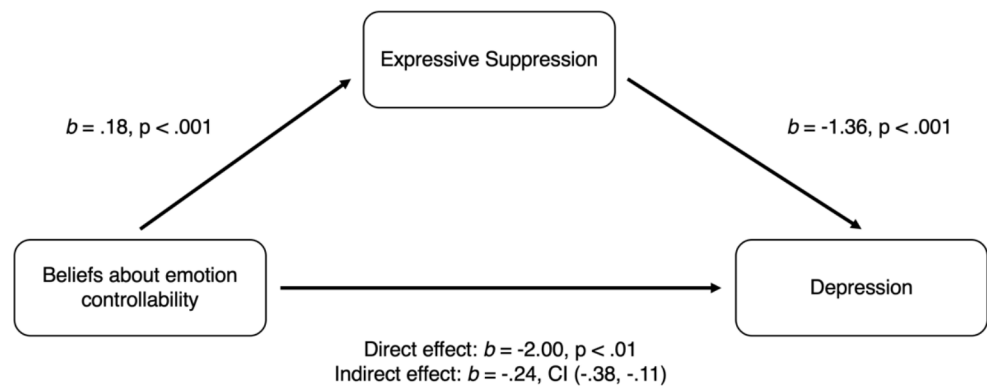 Expressive Suppression
b = .18, p < .001
b = -1.36, p < .001
Beliefs about emotion
controllability
Depression
Direct effect: b = -2.00, p < .01
Indirect effect: b = -.24, CI (-.38, -.11)